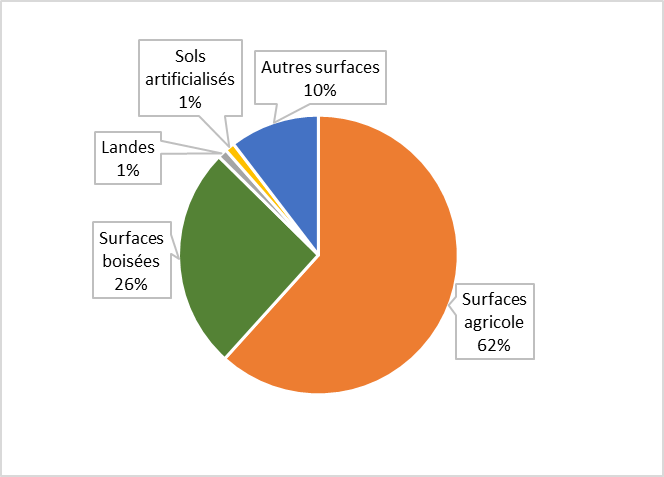 Sols
artificialisés
1%
Autres surfaces
10%
Landes
1%
Surfaces
boisées
26%
Surfaces
agricole
62%